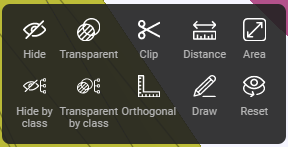 Hide Transparent Clip Distance Area
Hide by Transparent Orthogonal Draw Reset
class by class